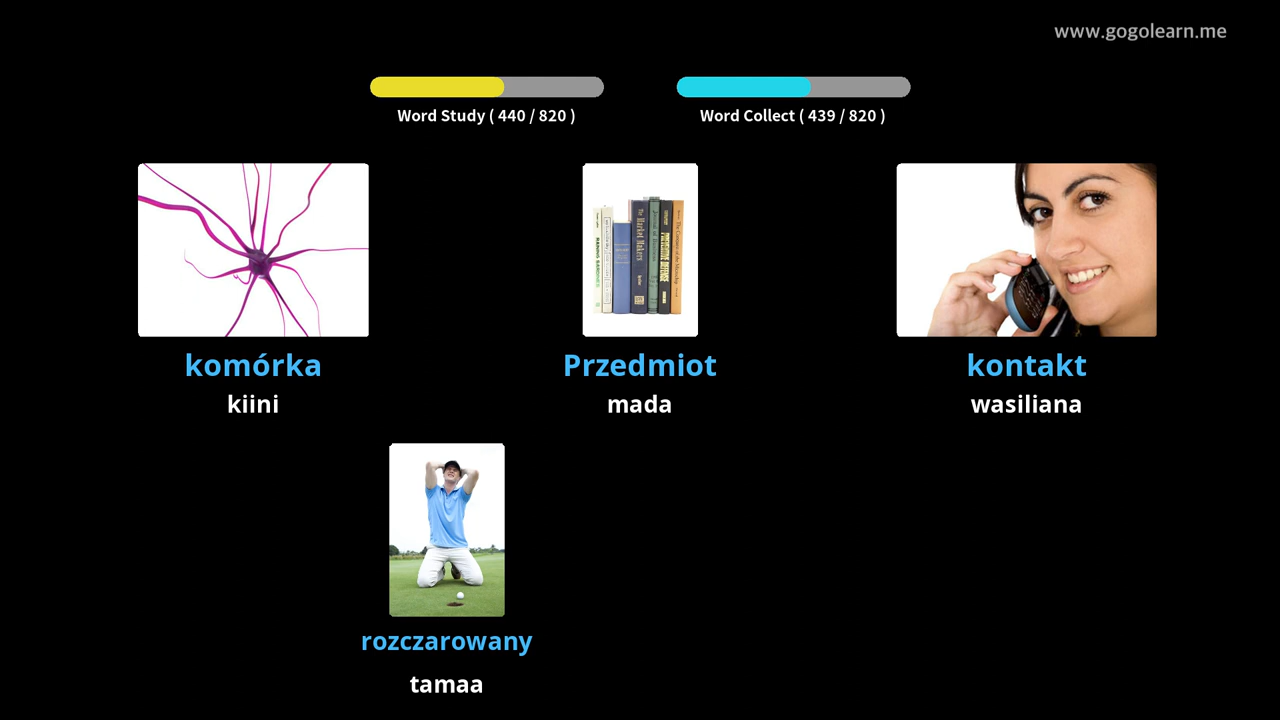 www.gogolearn.me
Word Study ( 440 / 820 )
Word Collect ( 439 / 820 )
komórka
Przedmiot
kontakt
kiini
mada
wasiliana
rozczarowany
tamaa